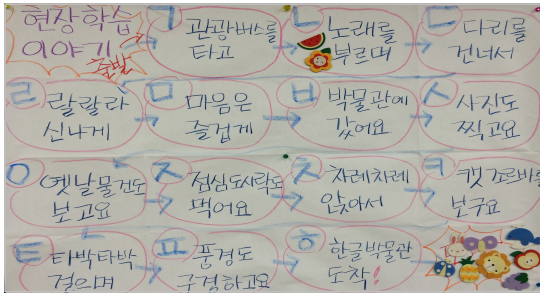 현장학습
이야기
출발
ㄱ
관광버스를
타고
ㄴ
노래를
부르며
ㄷ
다리를
건너서
ㄹ
랄랄라
신나게
ㅁ
마음은
즐겁게
ㅂ
박물관에
갔어요
ㅅ
사진도
찍고요
ㅇ
옛날물건도
보고요
ㅈ
점심도시락도
먹어요
ㅊ
차례차례
앉아서
ㅋ
보구요
ㅌ
타박타박
걸으며
ㅍ
풍경도
구경하고요
ㅎ
한글박물관
도착!